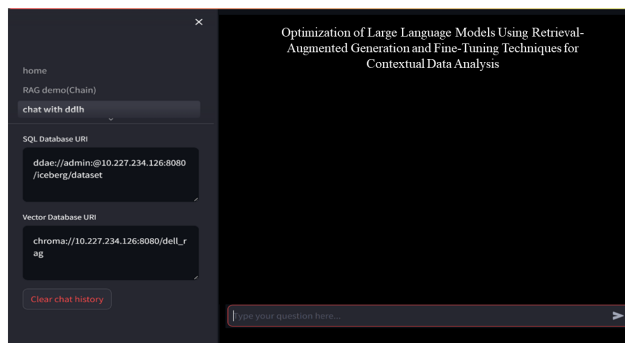 home
RAG demo(Chain)
chat with ddlh
SQL Database URI
ddae://admin:@10.227.234.126:8080
/iceberg/dataset
Vector Database URI
chroma://10.227.234.126:8080/dell_r
ag
Clear chat history
Optimization of Large Language Models Using Retrieval-
Augmented Generation and Fine-Tuning Techniques for
Contextual Data Analysis
Type your question here...